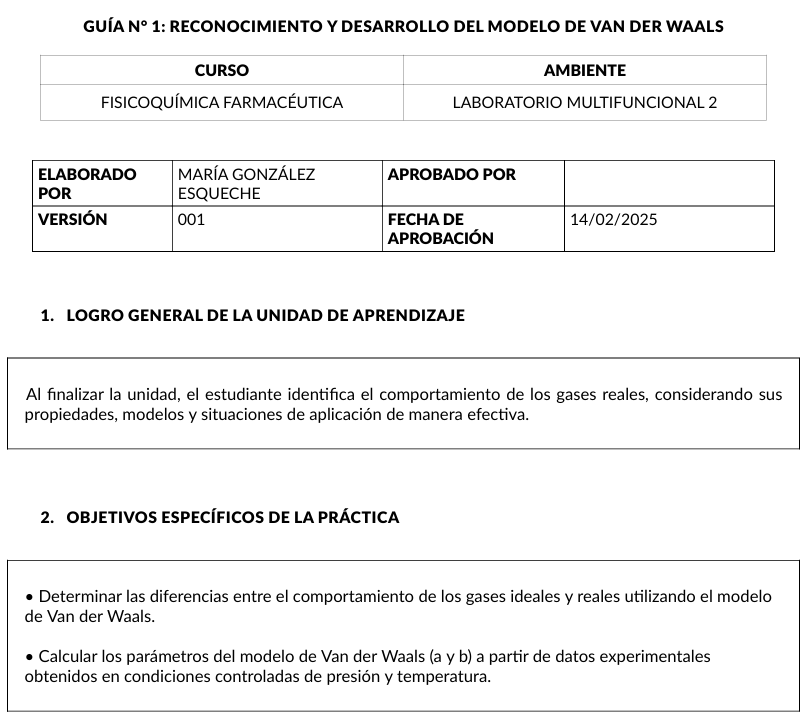 GUÍA N° 1: RECONOCIMIENTO Y DESARROLLO DEL MODELO DE VAN DER WAALS
CURSO AMBIENTE
FISICOQUÍMICA FARMACÉUTICA LABORATORIO MULTIFUNCIONAL 2
ELABORADO POR MARÍA GONZÁLEZ ESQUECHE APROBADO POR
VERSIÓN 001 FECHA DE APROBACIÓN 14/02/2025
1. LOGRO GENERAL DE LA UNIDAD DE APRENDIZAJE
Al finalizar la unidad, el estudiante identifica el comportamiento de los gases reales, considerando sus
propiedades, modelos y situaciones de aplicación de manera efectiva.
2. OBJETIVOS ESPECÍFICOS DE LA PRÁCTICA
• Determinar las diferencias entre el comportamiento de los gases ideales y reales utilizando el modelo
de Van der Waals.
• Calcular los parámetros del modelo de Van der Waals (a y b) a partir de datos experimentales
obtenidos en condiciones controladas de presión y temperatura.